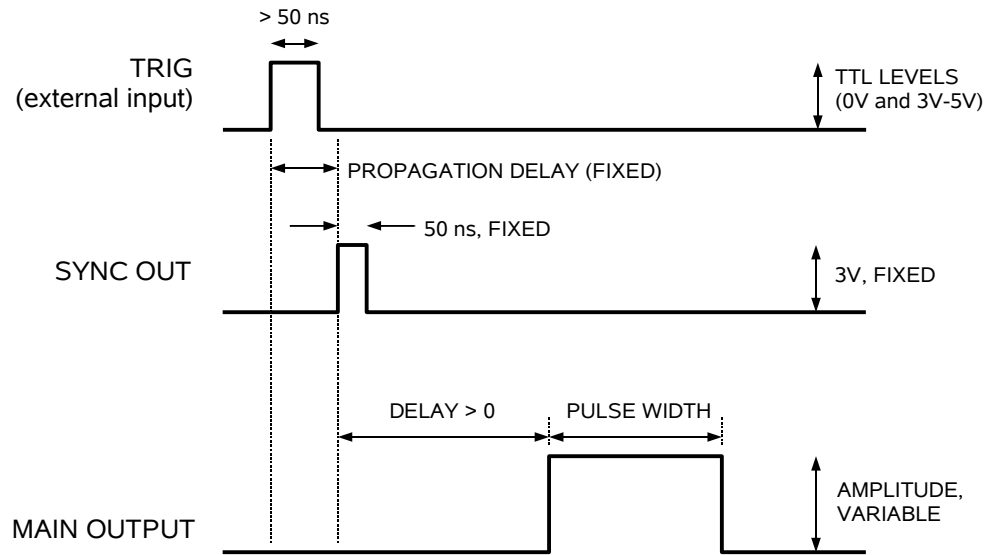 > 50 ns
TRIG
(external input)
TTL LEVELS
(0V and 3V-5V)
PROPAGATION DELAY (FIXED)
50 ns, FIXED
SYNC OUT
3V, FIXED
DELAY > 0
PULSE WIDTH
AMPLITUDE,
VARIABLE
MAIN OUTPUT